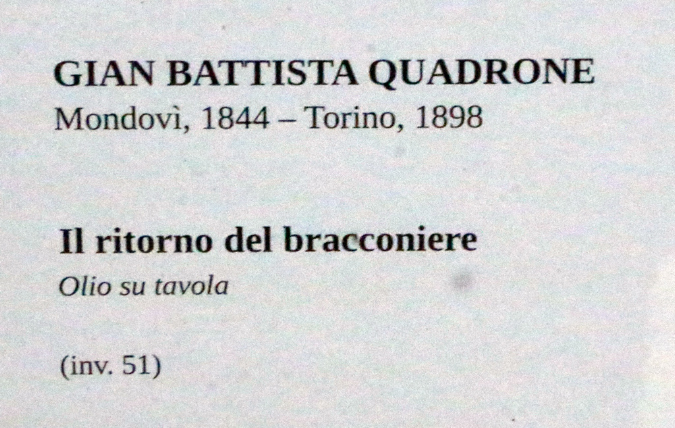 GIAN BATTISTA QUADRONE
Mondovì, 1844 – Torino, 1898
Il ritorno del bracconiere
Olio su tavola
(inv. 51)